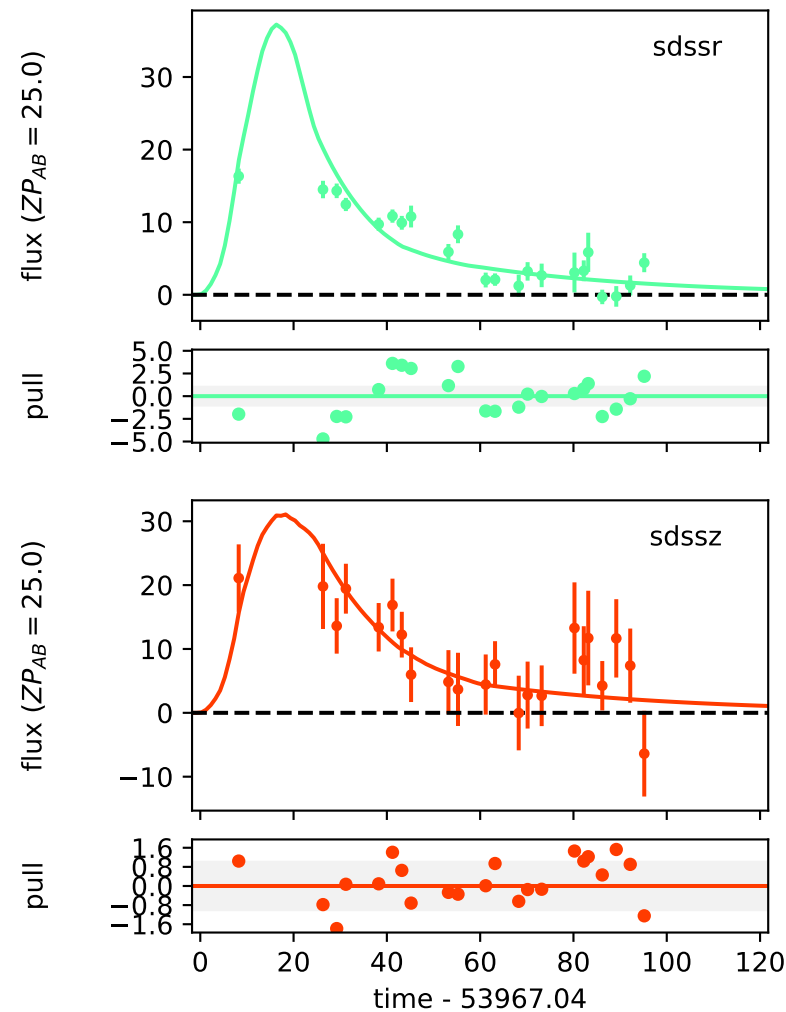 sdssr
flux (ZP_AB = 25.0)
30
20
10
0
pull
5.0
2.5
0.0
−2.5
−5.0
sdssz
flux (ZP_AB = 25.0)
30
20
10
0
−10
pull
1.6
0.8
0.0
−0.8
−1.6
0 20 40 60 80 100 120
time - 53967.04